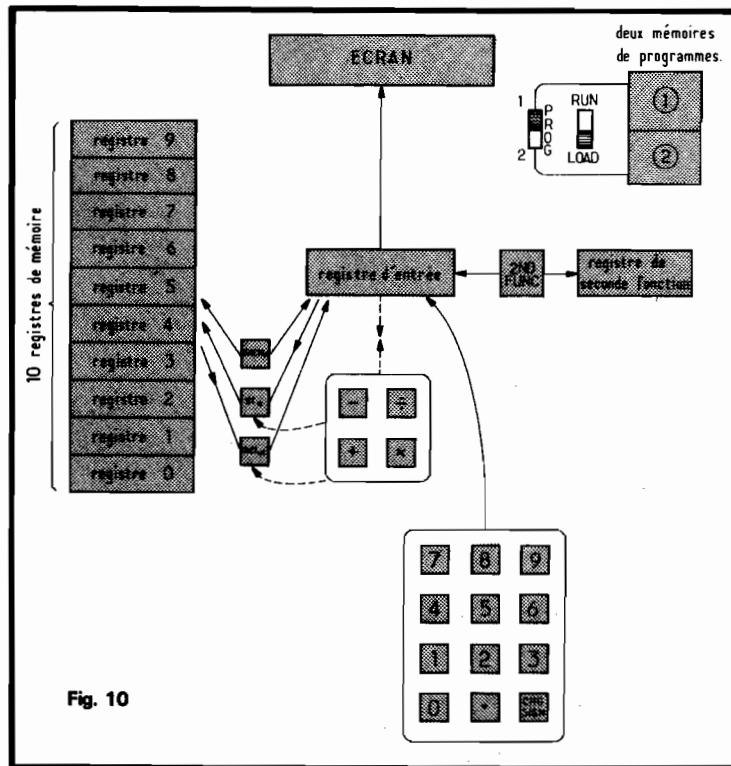 deux mémoires
de programmes.
ECRAN
1
PROG
2
RUN
LOAD
①
②
10 registres de mémoire
registre 9
registre 8
registre 7
registre 6
registre 5
registre 4
registre 3
registre 2
registre 1
registre 0
registre d'entrée
2ND
FUNC
registre de
seconde fonction
- ÷
+ ×
7 8 9
4 5 6
1 2 3
0 .
Fig. 10